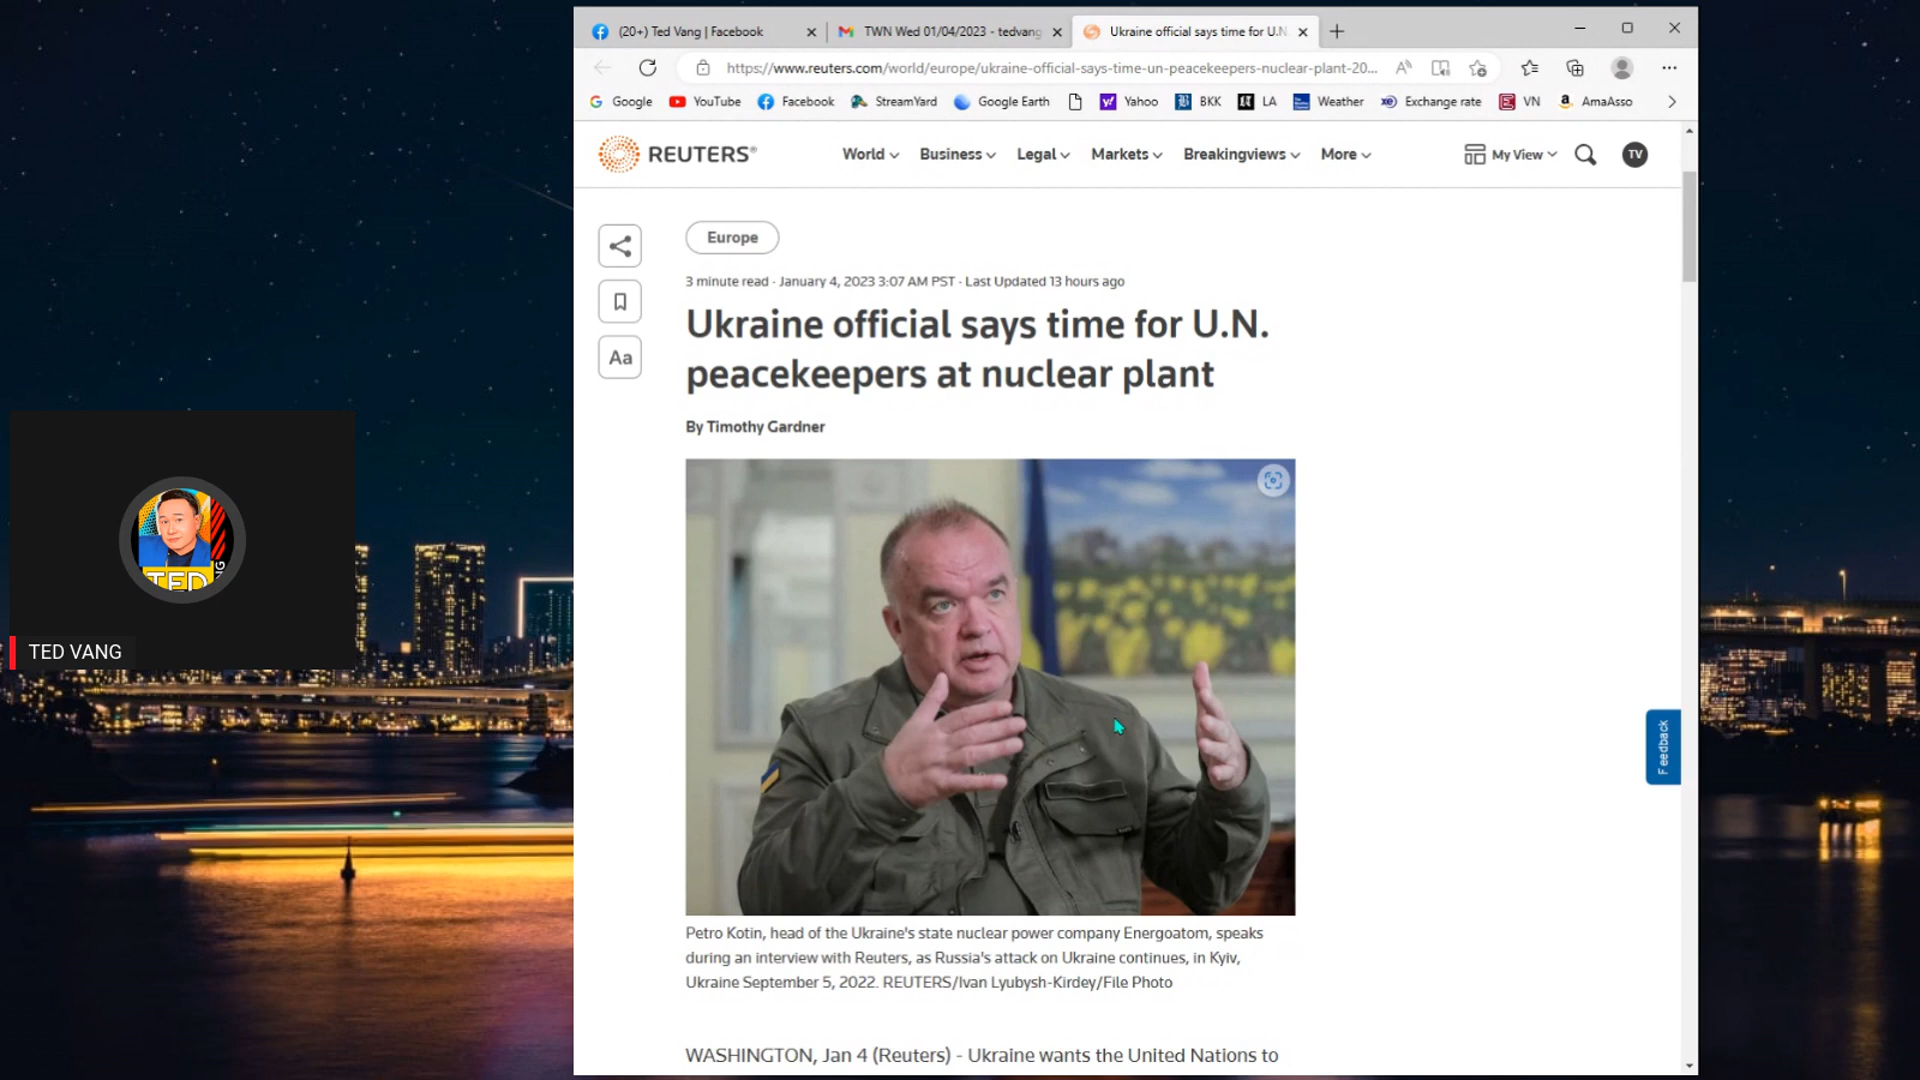 (20+) Ted Vang | Facebook
TWN Wed 01/04/2023 - tedvang
Ukraine official says time for U.N.
https://www.reuters.com/world/europe/ukraine-official-says-time-un-peacekeepers-nuclear-plant-20...
Google YouTube Facebook StreamYard Google Earth Yahoo BKK LA Weather Exchange rate VN AmaAsso
REUTERS®
World Business Legal Markets Breakingviews More My View TV
Europe
3 minute read · January 4, 2023 3:07 AM PST · Last Updated 13 hours ago
Aa
Ukraine official says time for U.N.
peacekeepers at nuclear plant
By Timothy Gardner
TED
NG
TED VANG
Feedback
Petro Kotin, head of the Ukraine's state nuclear power company Energoatom, speaks
during an interview with Reuters, as Russia's attack on Ukraine continues, in Kyiv,
Ukraine September 5, 2022. REUTERS/Ivan Lyubysh-Kirdey/File Photo
WASHINGTON, Jan 4 (Reuters) - Ukraine wants the United Nations to